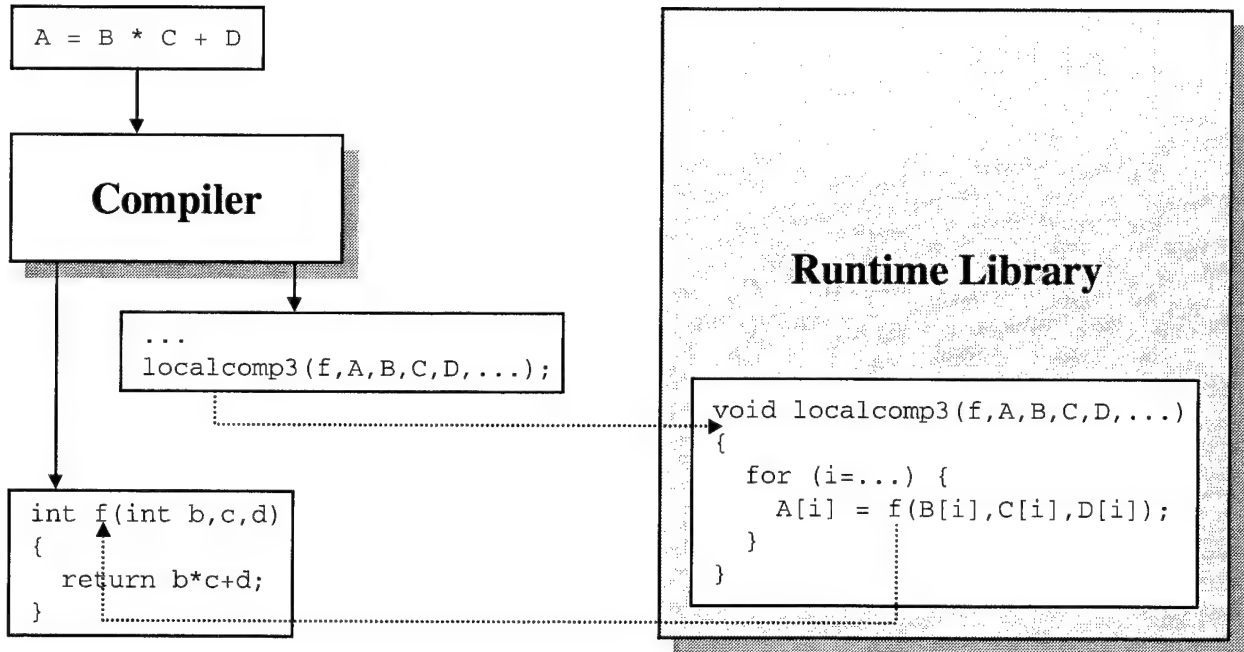 A = B * C + D
Compiler
...
localcomp3(f,A,B,C,D,...);
int f(int b,c,d)
{
return b*c+d;
}
Runtime Library
void localcomp3(f,A,B,C,D,...)
{
for (i=...) {
A[i] = f(B[i],C[i],D[i]);
}
}